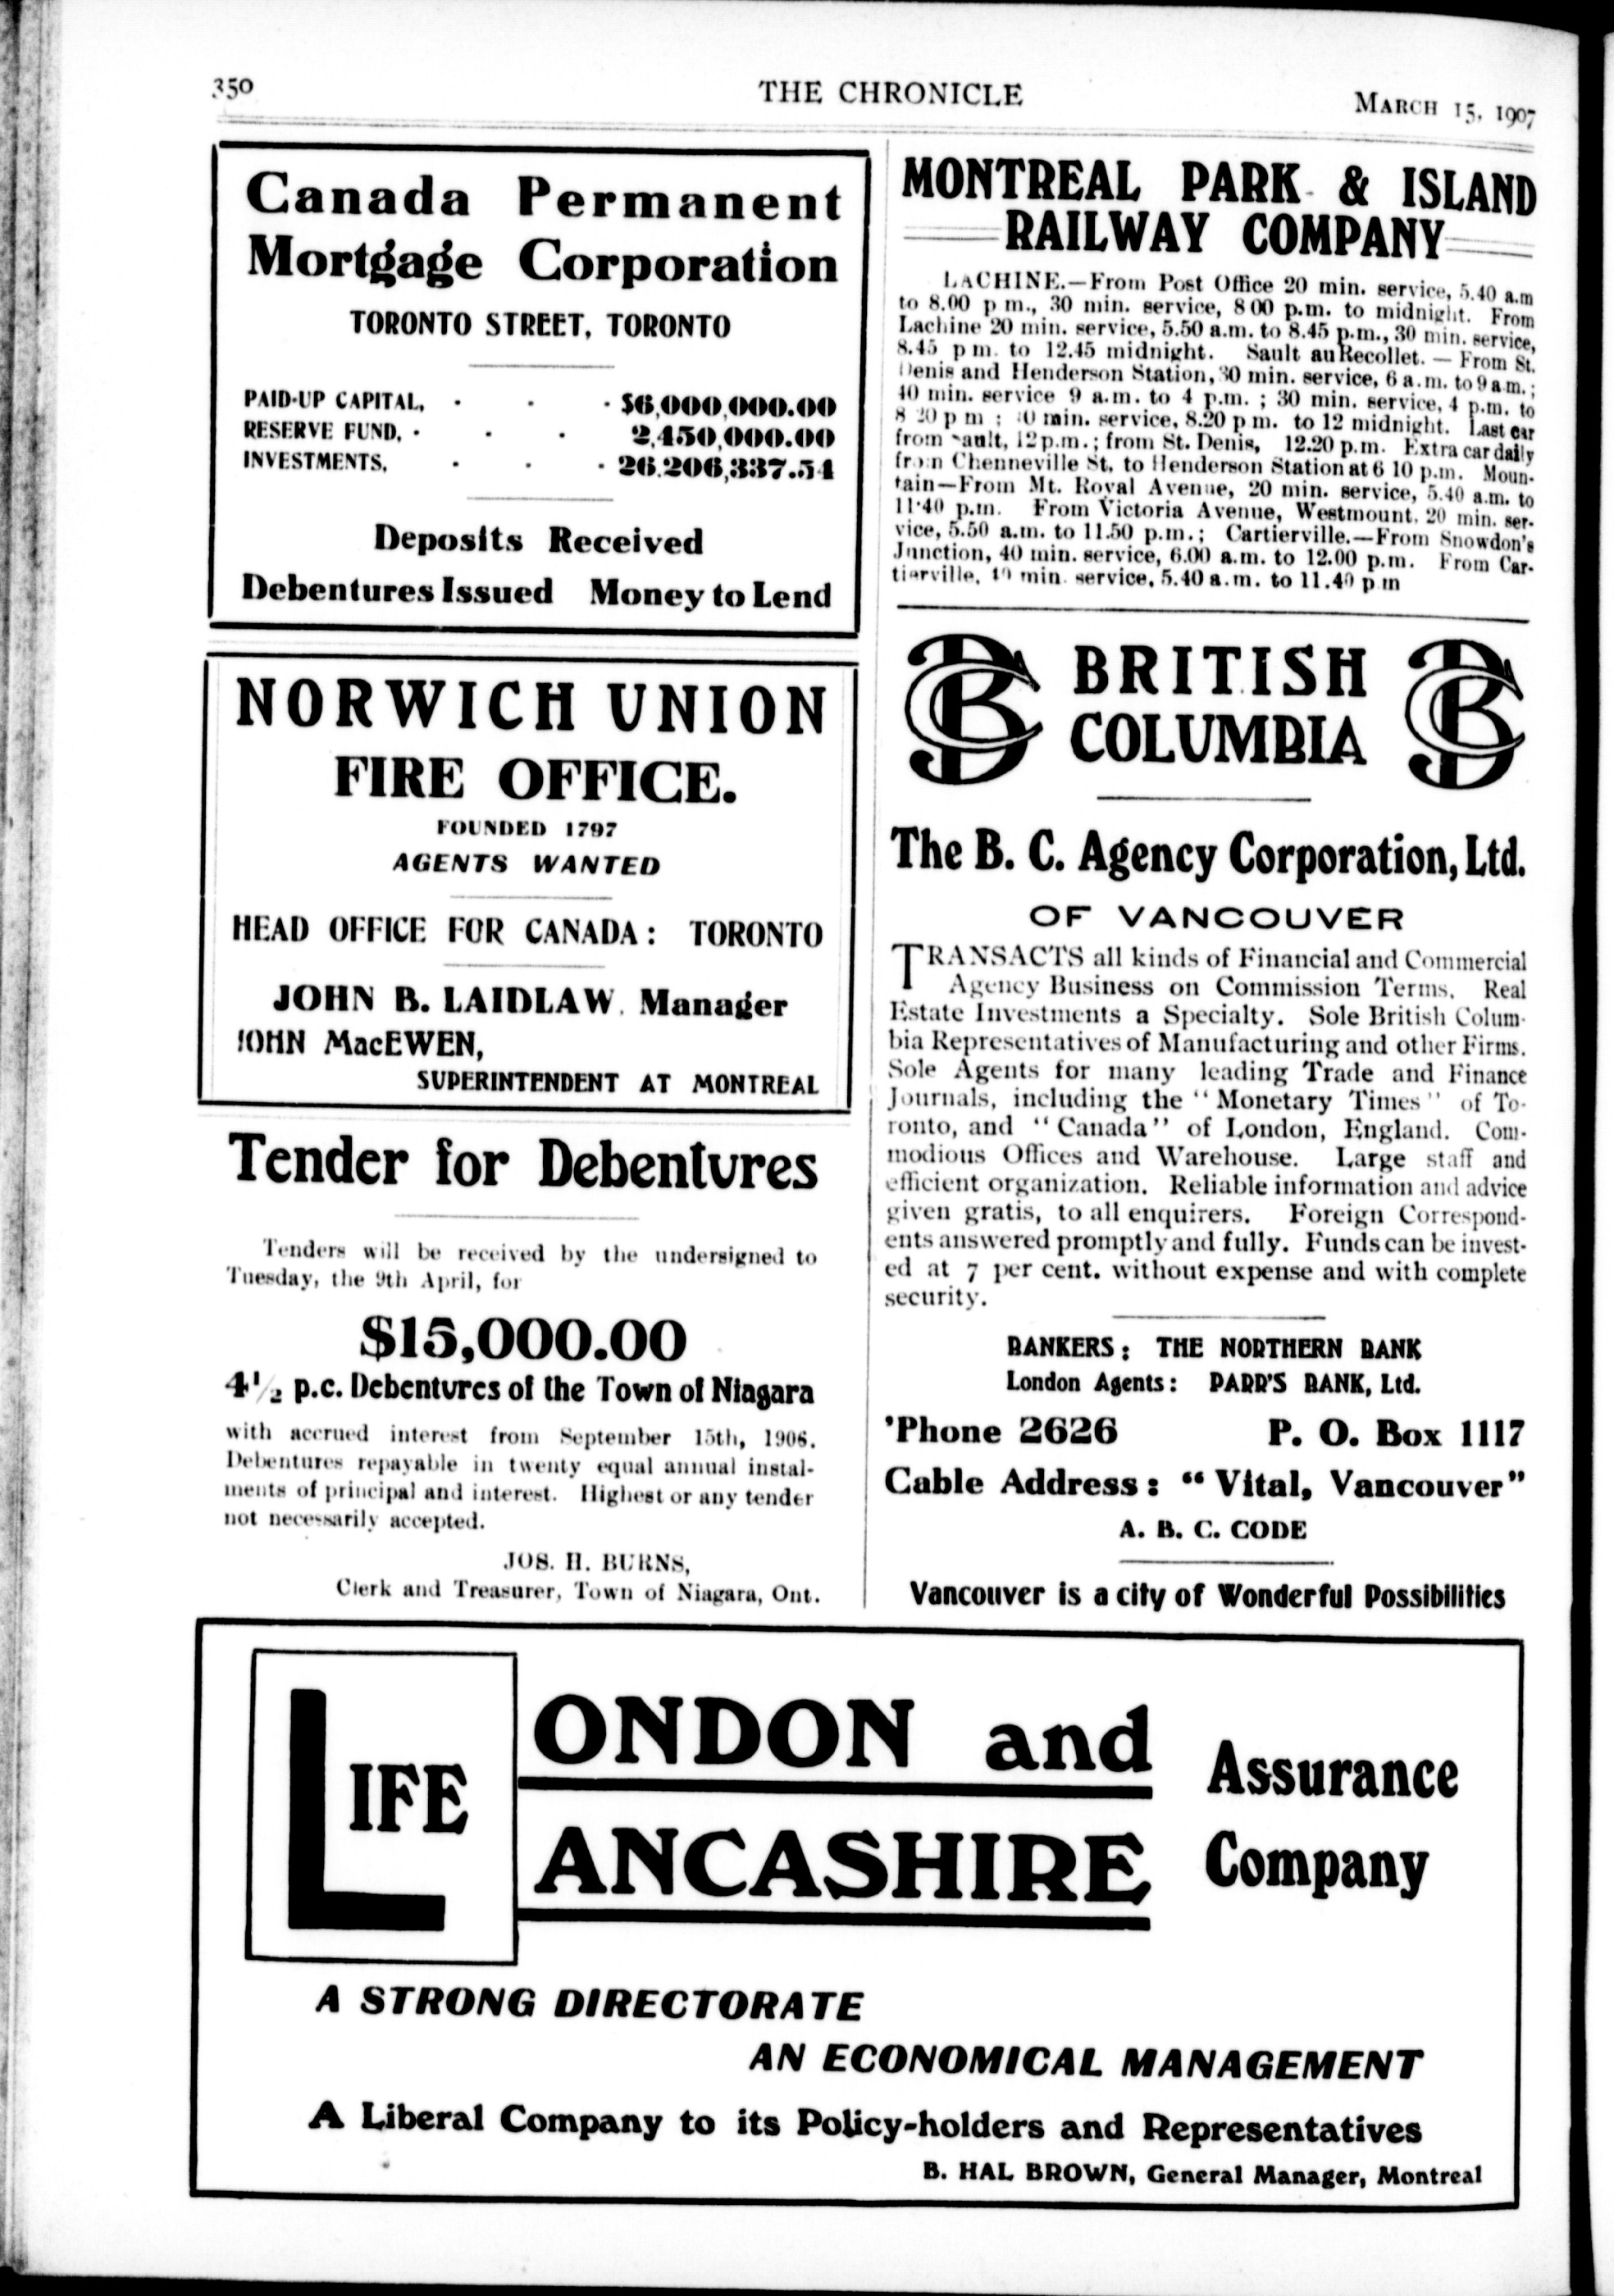 350
THE CHRONICLE
MARCH 15, 1907
Canada Permanent
Mortgage Corporation
TORONTO STREET, TORONTO
PAID-UP CAPITAL, - - - $6,000,000.00
RESERVE FUND, - - - 2,450,000.00
INVESTMENTS, - - - 26,206,337.54
Deposits Received
Debentures Issued Money to Lend
NORWICH UNION
FIRE OFFICE.
FOUNDED 1797
AGENTS WANTED
HEAD OFFICE FOR CANADA: TORONTO
JOHN B. LAIDLAW, Manager
JOHN MacEWEN,
SUPERINTENDENT AT MONTREAL
Tender for Debentures
Tenders will be received by the undersigned to
Tuesday, the 9th April, for
$15,000.00
4½ p.c. Debentures of the Town of Niagara
with accrued interest from September 15th, 1906.
Debentures repayable in twenty equal annual instal-
ments of principal and interest. Highest or any tender
not necessarily accepted.
JOS. H. BURNS,
Clerk and Treasurer, Town of Niagara, Ont.
MONTREAL PARK & ISLAND
RAILWAY COMPANY
LACHINE.—From Post Office 20 min. service, 5.40 a.m
to 8.00 p m., 30 min. service, 8 00 p.m. to midnight. From
Lachine 20 min. service, 5.50 a.m. to 8.45 p.m., 30 min. service,
8.45 p m. to 12.45 midnight. Sault au Recollet. — From St.
Denis and Henderson Station, 30 min. service, 6 a.m. to 9 a m.;
40 min. service 9 a.m. to 4 p.m. ; 30 min. service, 4 p.m. to
8 20 p m ; min. service, 8.20 p m. to 12 midnight. Last car
from Sault, 12 p.m.; from St. Denis, 12.20 p.m. Extra car daily
from Chenneville St. to Henderson Station at 6 10 p.m. Moun-
tain—From Mt. Royal Avenue, 20 min. service, 5.40 a.m. to
11·40 p.m. From Victoria Avenue, Westmount, 20 min. ser-
vice, 5.50 a.m. to 11.50 p.m.; Cartierville.—From Snowdon's
Junction, 40 min. service, 6.00 a.m. to 12.00 p.m. From Car-
tierville, min. service, 5.40 a.m. to 11.40 p m
BRITISH
COLUMBIA
The B. C. Agency Corporation, Ltd.
OF VANCOUVER
TRANSACTS all kinds of Financial and Commercial
Agency Business on Commission Terms. Real
Estate Investments a Specialty. Sole British Colum-
bia Representatives of Manufacturing and other Firms.
Sole Agents for many leading Trade and Finance
Journals, including the "Monetary Times" of To-
ronto, and "Canada" of London, England. Com-
modious Offices and Warehouse. Large staff and
efficient organization. Reliable information and advice
given gratis, to all enquirers. Foreign Correspond-
ents answered promptly and fully. Funds can be invest-
ed at 7 per cent. without expense and with complete
security.
BANKERS: THE NORTHERN BANK
London Agents: PARR'S BANK, Ltd.
'Phone 2626 P. O. Box 1117
Cable Address: "Vital, Vancouver"
A. B. C. CODE
Vancouver is a city of Wonderful Possibilities
LONDON and
LIFE
LANCASHIRE
Assurance
Company
A STRONG DIRECTORATE
AN ECONOMICAL MANAGEMENT
A Liberal Company to its Policy-holders and Representatives
B. HAL BROWN, General Manager, Montreal